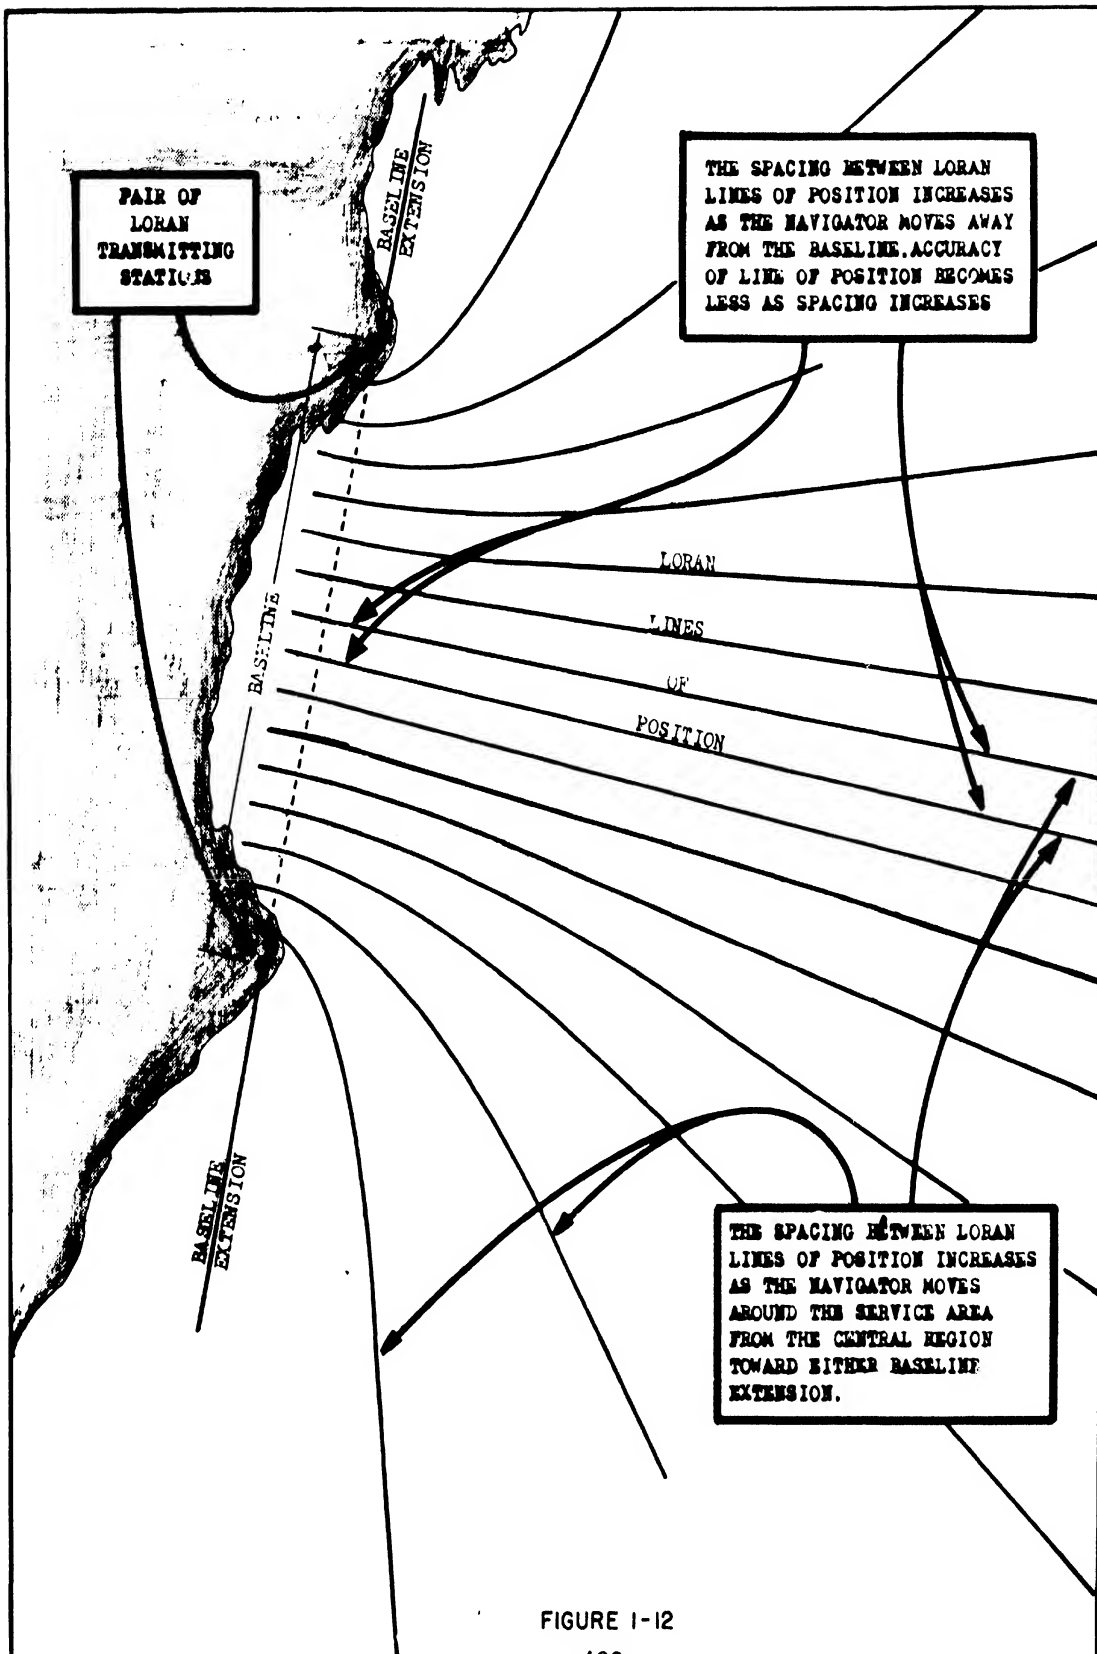 BASELINE
EXTENSION
PAIR OF
LORAN
TRANSMITTING
STATIONS
THE SPACING BETWEEN LORAN
LINES OF POSITION INCREASES
AS THE NAVIGATOR MOVES AWAY
FROM THE BASELINE. ACCURACY
OF LINE OF POSITION BECOMES
LESS AS SPACING INCREASES
LORAN
LINES
OF
POSITION
BASELINE
BASELINE
EXTENSION
THE SPACING BETWEEN LORAN
LINES OF POSITION INCREASES
AS THE NAVIGATOR MOVES
AROUND THE SERVICE AREA
FROM THE CENTRAL REGION
TOWARD EITHER BASELINE
EXTENSION.
FIGURE 1-12